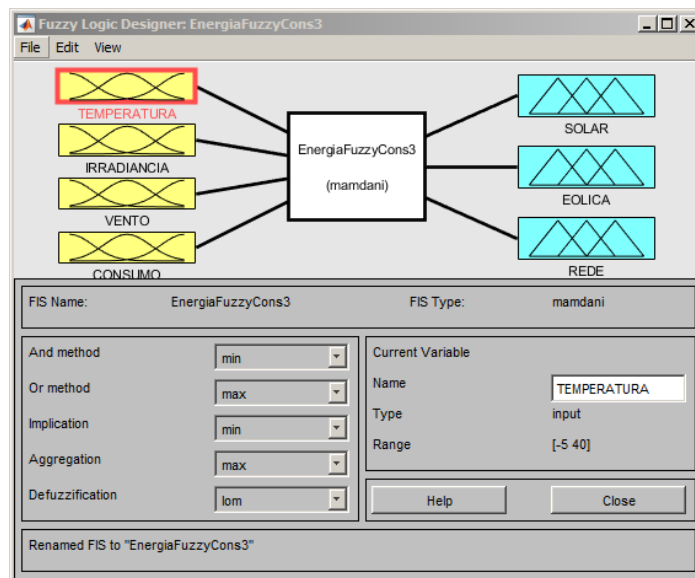 Fuzzy Logic Designer: EnergiaFuzzyCons3
File Edit View
TEMPERATURA
IRRADIANCIA
VENTO
CONSUMO
EnergiaFuzzyCons3
(mamdani)
SOLAR
EOLICA
REDE
FIS Name: EnergiaFuzzyCons3 FIS Type: mamdani
And method min
Or method max
Implication min
Aggregation max
Defuzzification lom
Current Variable
Name TEMPERATURA
Type input
Range [-5 40]
Help Close
Renamed FIS to "EnergiaFuzzyCons3"